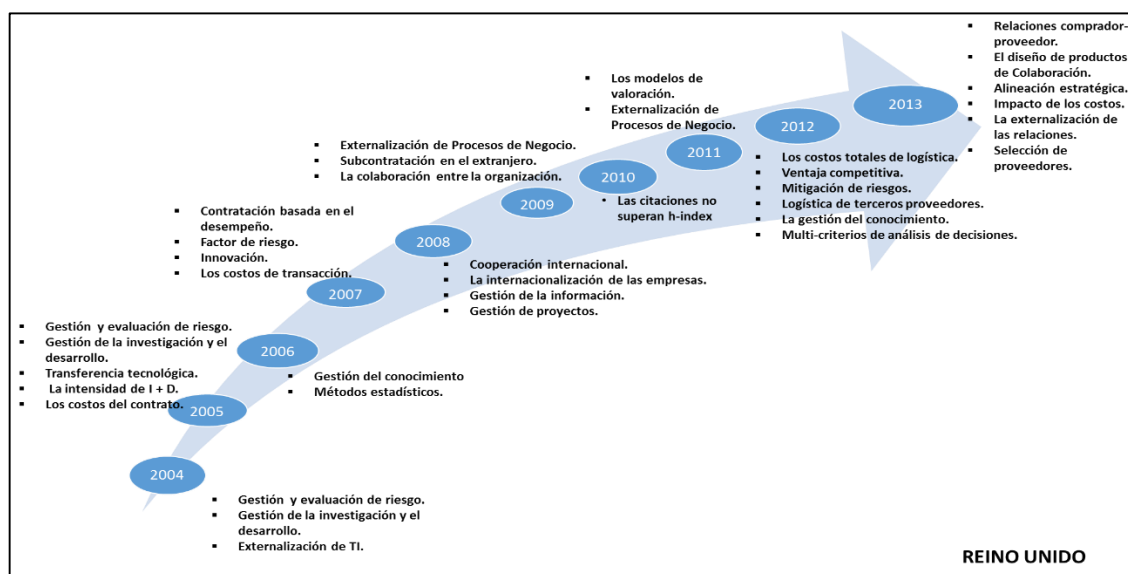 ▪ Relaciones comprador-
proveedor.
▪ El diseño de productos
de Colaboración.
▪ Alineación estratégica.
▪ Impacto de los costos.
▪ La externalización de
las relaciones.
▪ Selección de
proveedores.
2013
▪ Los modelos de
valoración.
▪ Externalización de
Procesos de Negocio.
2012
2011
▪ Los costos totales de logística.
▪ Ventaja competitiva.
▪ Mitigación de riesgos.
▪ Logística de terceros proveedores.
▪ La gestión del conocimiento.
▪ Multi-criterios de análisis de decisiones.
▪ Externalización de Procesos de Negocio.
▪ Subcontratación en el extranjero.
▪ La colaboración entre la organización.
2010
• Las citaciones no
superan h-index
2009
▪ Contratación basada en el
desempeño.
▪ Factor de riesgo.
▪ Innovación.
▪ Los costos de transacción.
2008
▪ Cooperación internacional.
▪ La internacionalización de las empresas.
▪ Gestión de la información.
▪ Gestión de proyectos.
2007
▪ Gestión y evaluación de riesgo.
▪ Gestión de la investigación y el
desarrollo.
▪ Transferencia tecnológica.
▪ La intensidad de I + D.
▪ Los costos del contrato.
2006
▪ Gestión del conocimiento
▪ Métodos estadísticos.
2005
2004
▪ Gestión y evaluación de riesgo.
▪ Gestión de la investigación y el
desarrollo.
▪ Externalización de TI.
REINO UNIDO